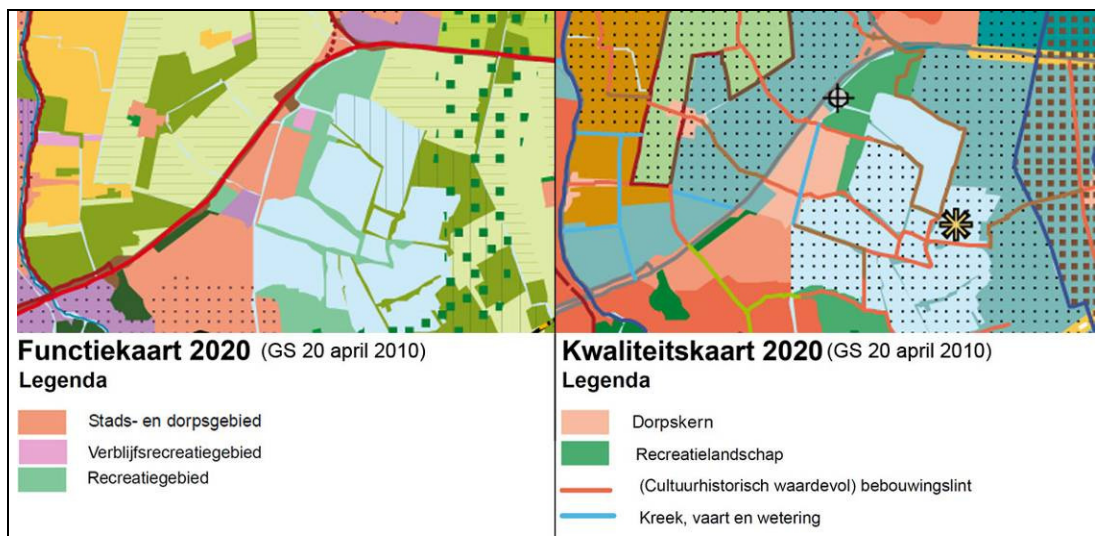 Functiekaart 2020 (GS 20 april 2010)
Legenda
Stads- en dorpsgebied
Verblijfsrecreatiegebied
Recreatiegebied
Kwaliteitskaart 2020 (GS 20 april 2010)
Legenda
Dorpskern
Recreatielandschap
(Cultuurhistorisch waardevol) bebouwingslint
Kreek, vaart en wetering